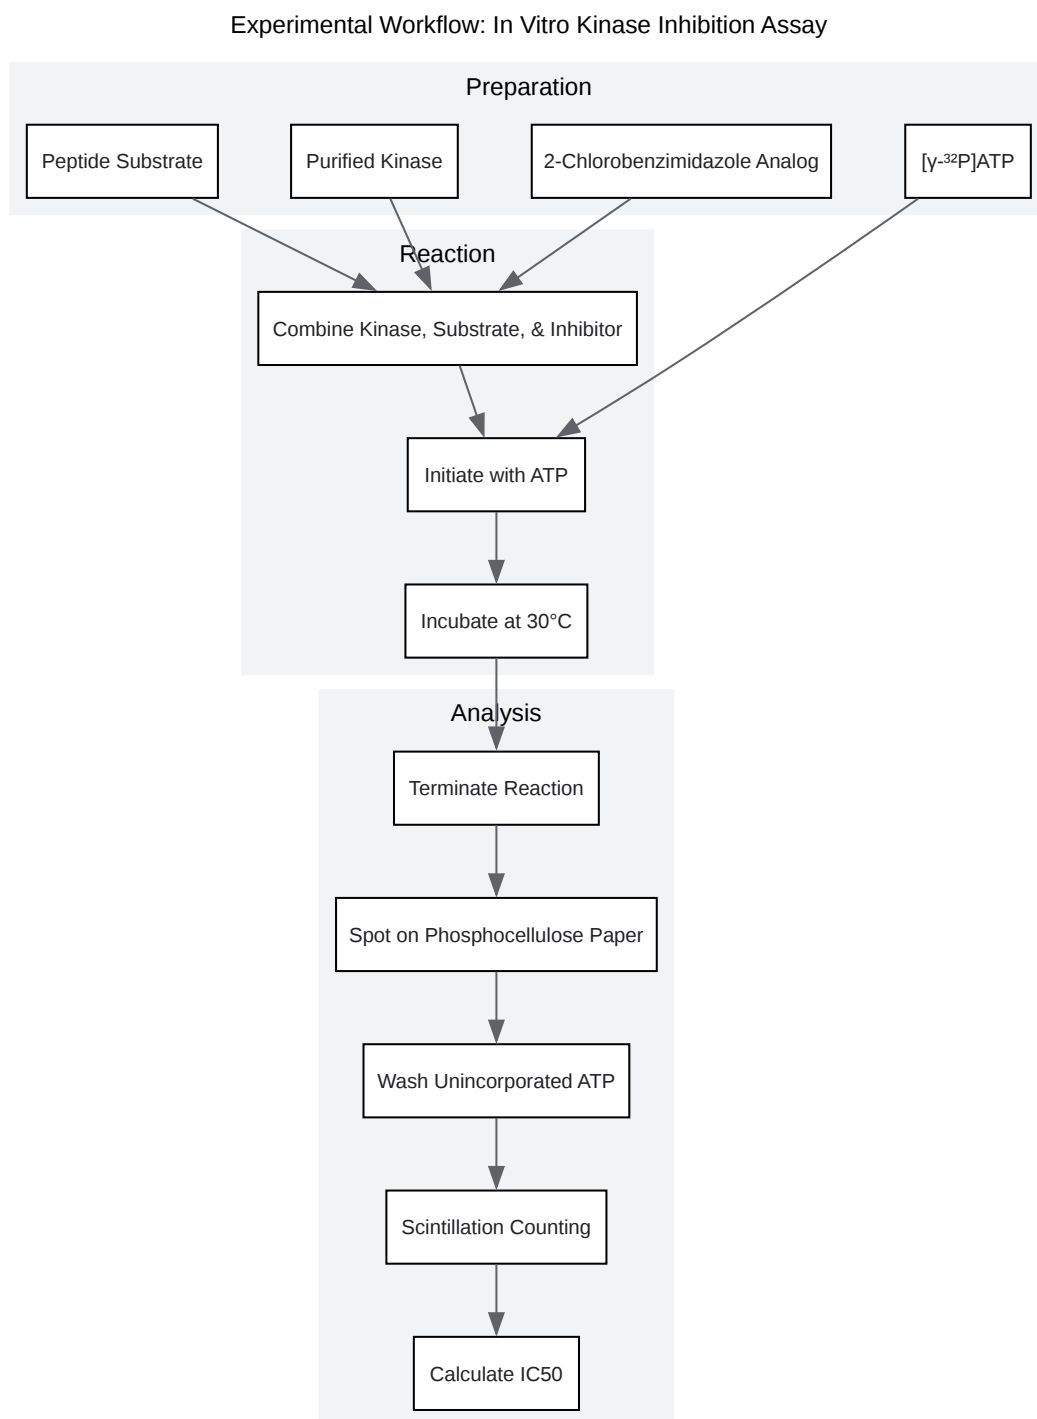 Experimental Workflow: In Vitro Kinase Inhibition Assay
Preparation
Peptide Substrate
Purified Kinase
2-Chlorobenzimidazole Analog
[γ-³²P]ATP
Reaction
Combine Kinase, Substrate, & Inhibitor
Initiate with ATP
Incubate at 30°C
Analysis
Terminate Reaction
Spot on Phosphocellulose Paper
Wash Unincorporated ATP
Scintillation Counting
Calculate IC50